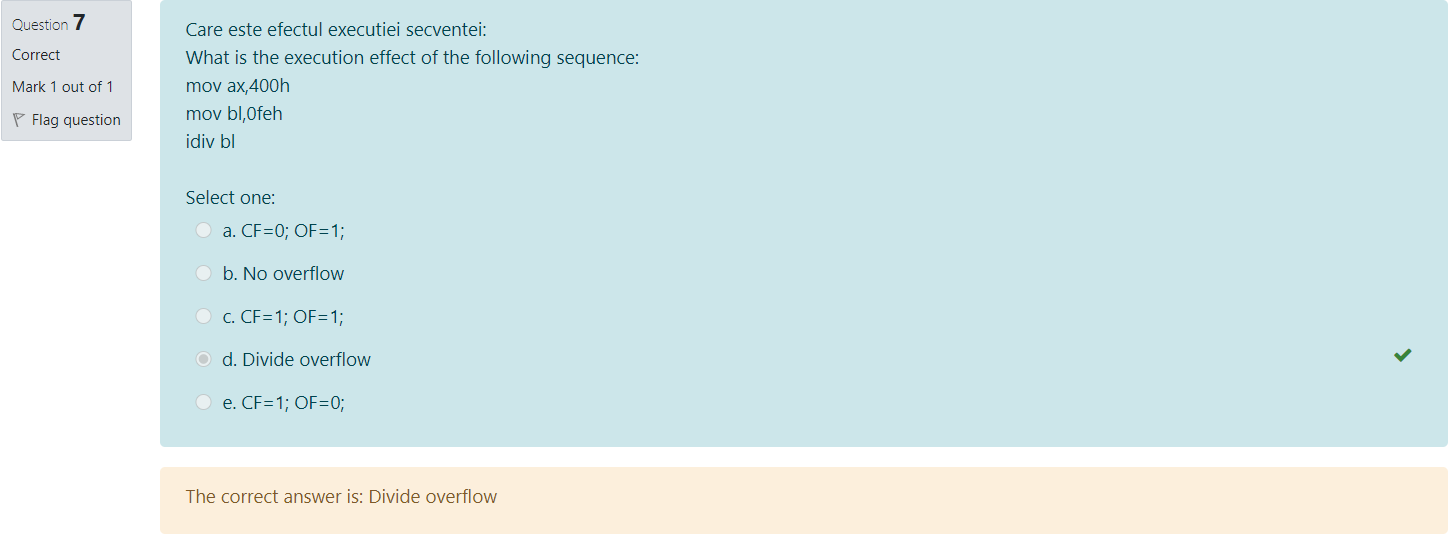 Question 7
Correct
Mark 1 out of 1
Flag question
Care este efectul executiei secventei:
What is the execution effect of the following sequence:
mov ax,400h
mov bl,0feh
idiv bl
Select one:
a. CF=0; OF=1;
b. No overflow
c. CF=1; OF=1;
d. Divide overflow
e. CF=1; OF=0;
The correct answer is: Divide overflow